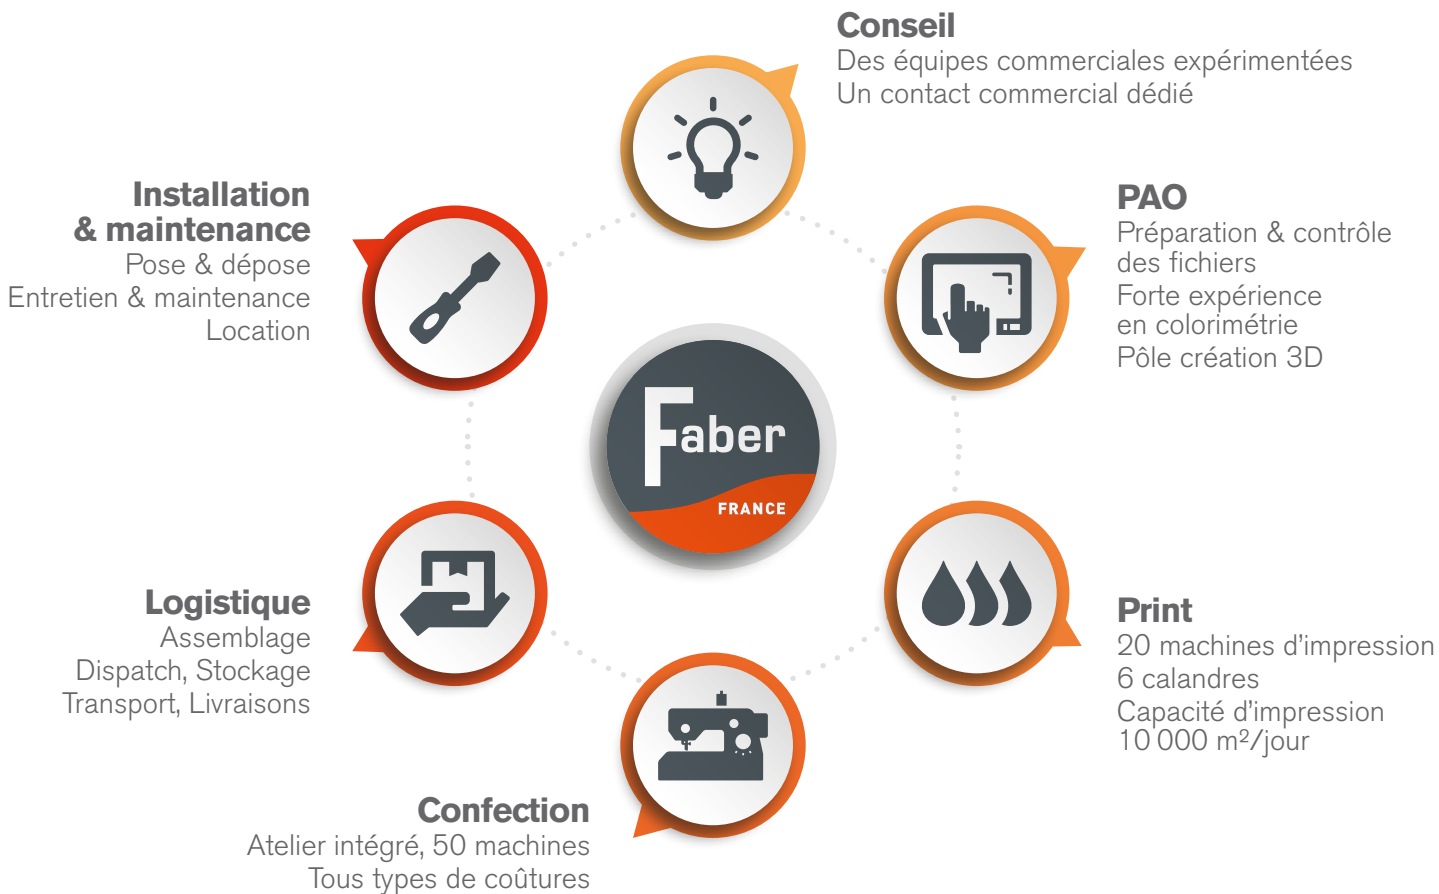 Conseil
Des équipes commerciales expérimentées
Un contact commercial dédié
PAO
Préparation & contrôle
des fichiers
Forte expérience
en colorimétrie
Pôle création 3D
Print
20 machines d’impression
6 calandres
Capacité d’impression
10 000 m²/jour
Confection
Atelier intégré, 50 machines
Tous types de coûtures
Logistique
Assemblage
Dispatch, Stockage
Transport, Livraisons
Installation
& maintenance
Pose & dépose
Entretien & maintenance
Location
Faber
FRANCE